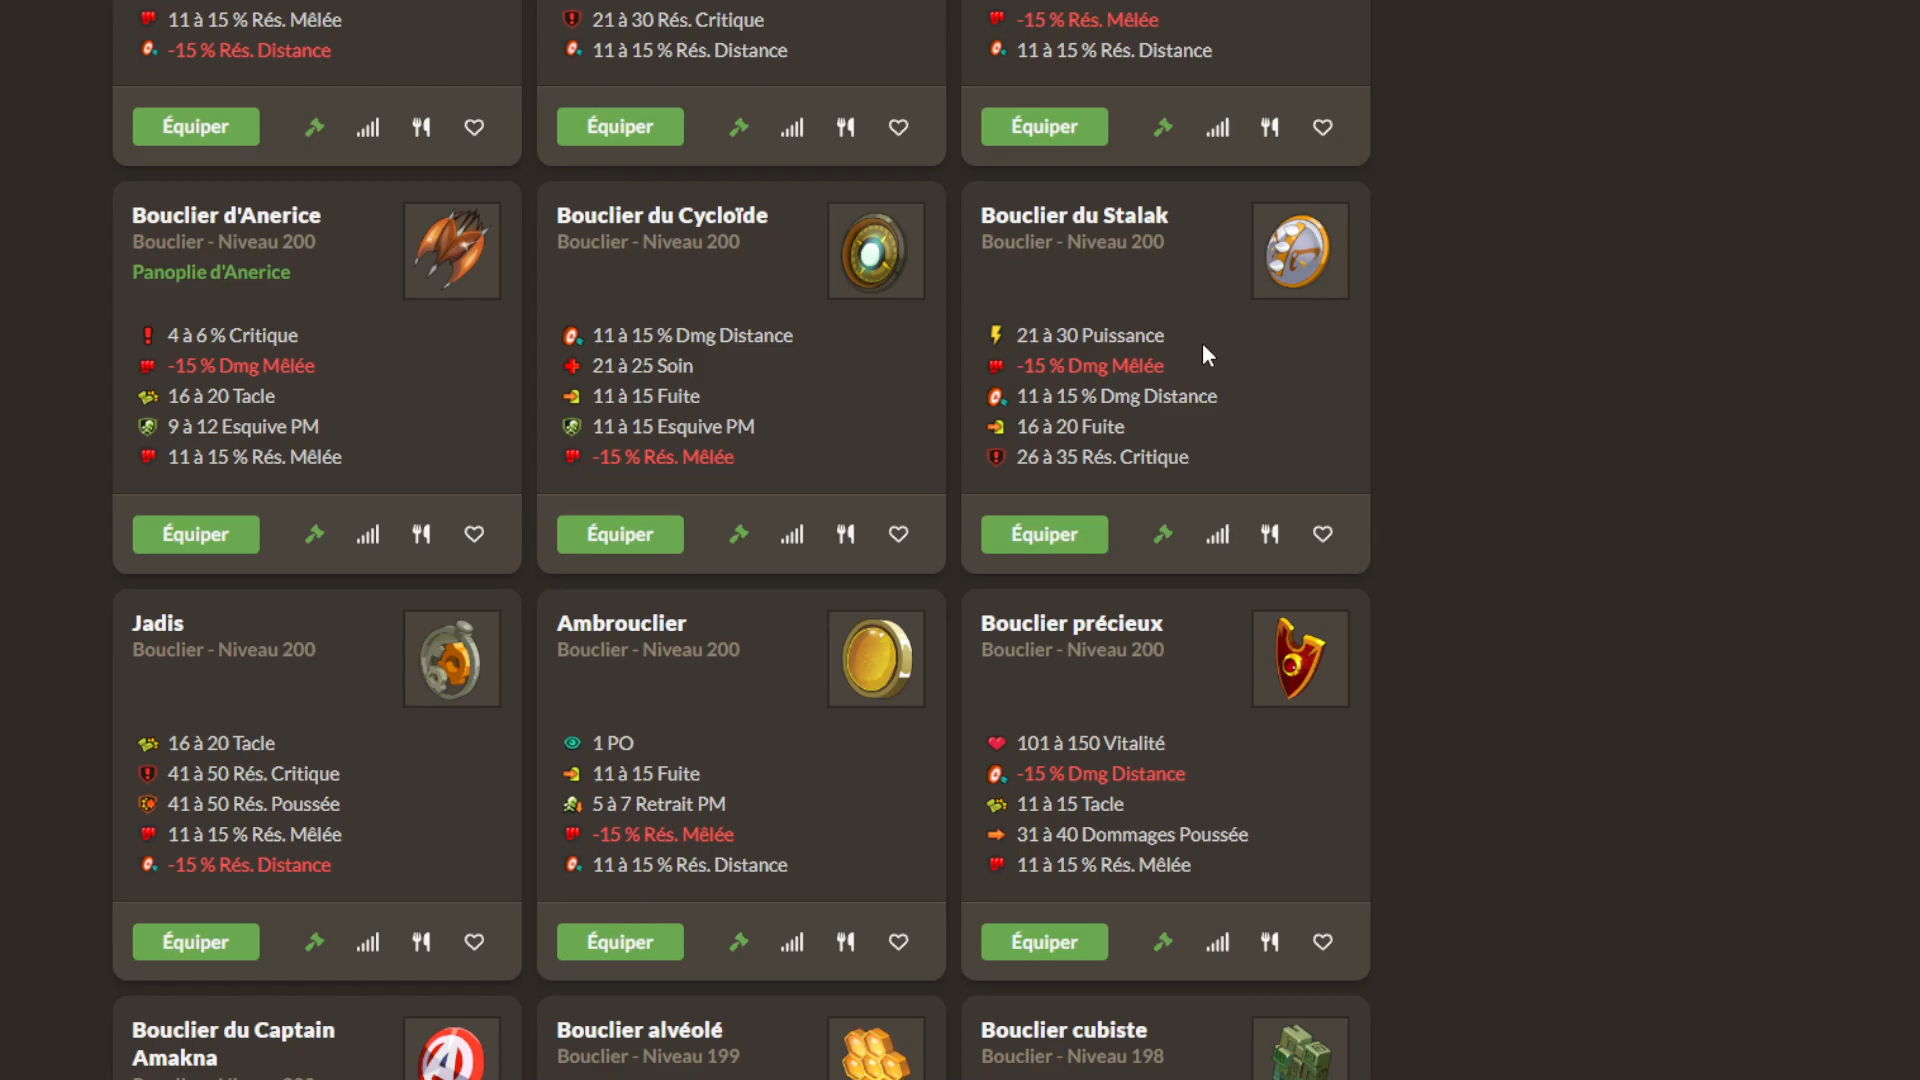 11 à 15 % Rés. Mêlée
-15 % Rés. Distance
21 à 30 Rés. Critique
11 à 15 % Rés. Distance
-15 % Rés. Mêlée
11 à 15 % Rés. Distance
Équiper
Équiper
Équiper
Bouclier d'Anerice
Bouclier - Niveau 200
Panoplie d'Anerice
4 à 6 % Critique
-15 % Dmg Mêlée
16 à 20 Tacle
9 à 12 Esquive PM
11 à 15 % Rés. Mêlée
Équiper
Bouclier du Cycloïde
Bouclier - Niveau 200
11 à 15 % Dmg Distance
21 à 25 Soin
11 à 15 Fuite
11 à 15 Esquive PM
-15 % Rés. Mêlée
Équiper
Bouclier du Stalak
Bouclier - Niveau 200
21 à 30 Puissance
-15 % Dmg Mêlée
11 à 15 % Dmg Distance
16 à 20 Fuite
26 à 35 Rés. Critique
Équiper
Jadis
Bouclier - Niveau 200
16 à 20 Tacle
41 à 50 Rés. Critique
41 à 50 Rés. Poussée
11 à 15 % Rés. Mêlée
-15 % Rés. Distance
Équiper
Ambrouclier
Bouclier - Niveau 200
1 PO
11 à 15 Fuite
5 à 7 Retrait PM
-15 % Rés. Mêlée
11 à 15 % Rés. Distance
Équiper
Bouclier précieux
Bouclier - Niveau 200
101 à 150 Vitalité
-15 % Dmg Distance
11 à 15 Tacle
31 à 40 Dommages Poussée
11 à 15 % Rés. Mêlée
Équiper
Bouclier du Captain
Amakna
Bouclier alvéolé
Bouclier - Niveau 199
Bouclier cubiste
Bouclier - Niveau 198